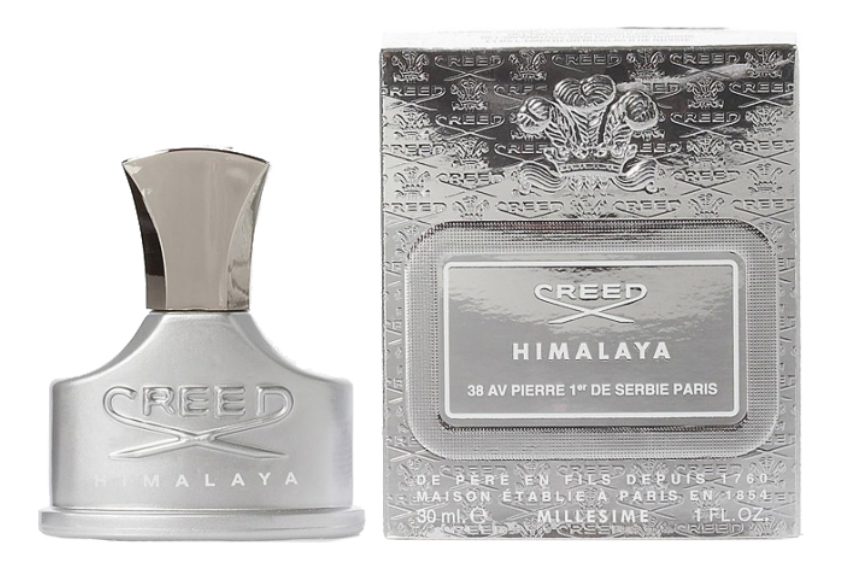 CREED
HIMALAYA
CREED
HIMALAYA
38 AV PIERRE 1er DE SERBIE PARIS
DE PÈRE EN FILS DEPUIS 1760
MAISON ÉTABLIE À PARIS EN 1854
30 ml. ℮ MILLESIME 1 FL.OZ.